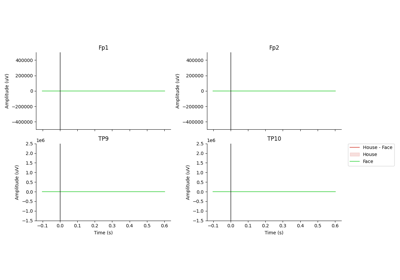 Fp1
Fp2
400000
200000
0
−200000
−400000
Amplitude (uV)
400000
200000
0
−200000
−400000
Amplitude (uV)
TP9
TP10
1e6
2.5
2.0
1.5
1.0
0.5
0.0
−0.5
−1.0
−1.5
Amplitude (uV)
−0.1 0.0 0.1 0.2 0.3 0.4 0.5 0.6
Time (s)
1e6
2.5
2.0
1.5
1.0
0.5
0.0
−0.5
−1.0
−1.5
Amplitude (uV)
−0.1 0.0 0.1 0.2 0.3 0.4 0.5 0.6
Time (s)
House - Face
House
Face